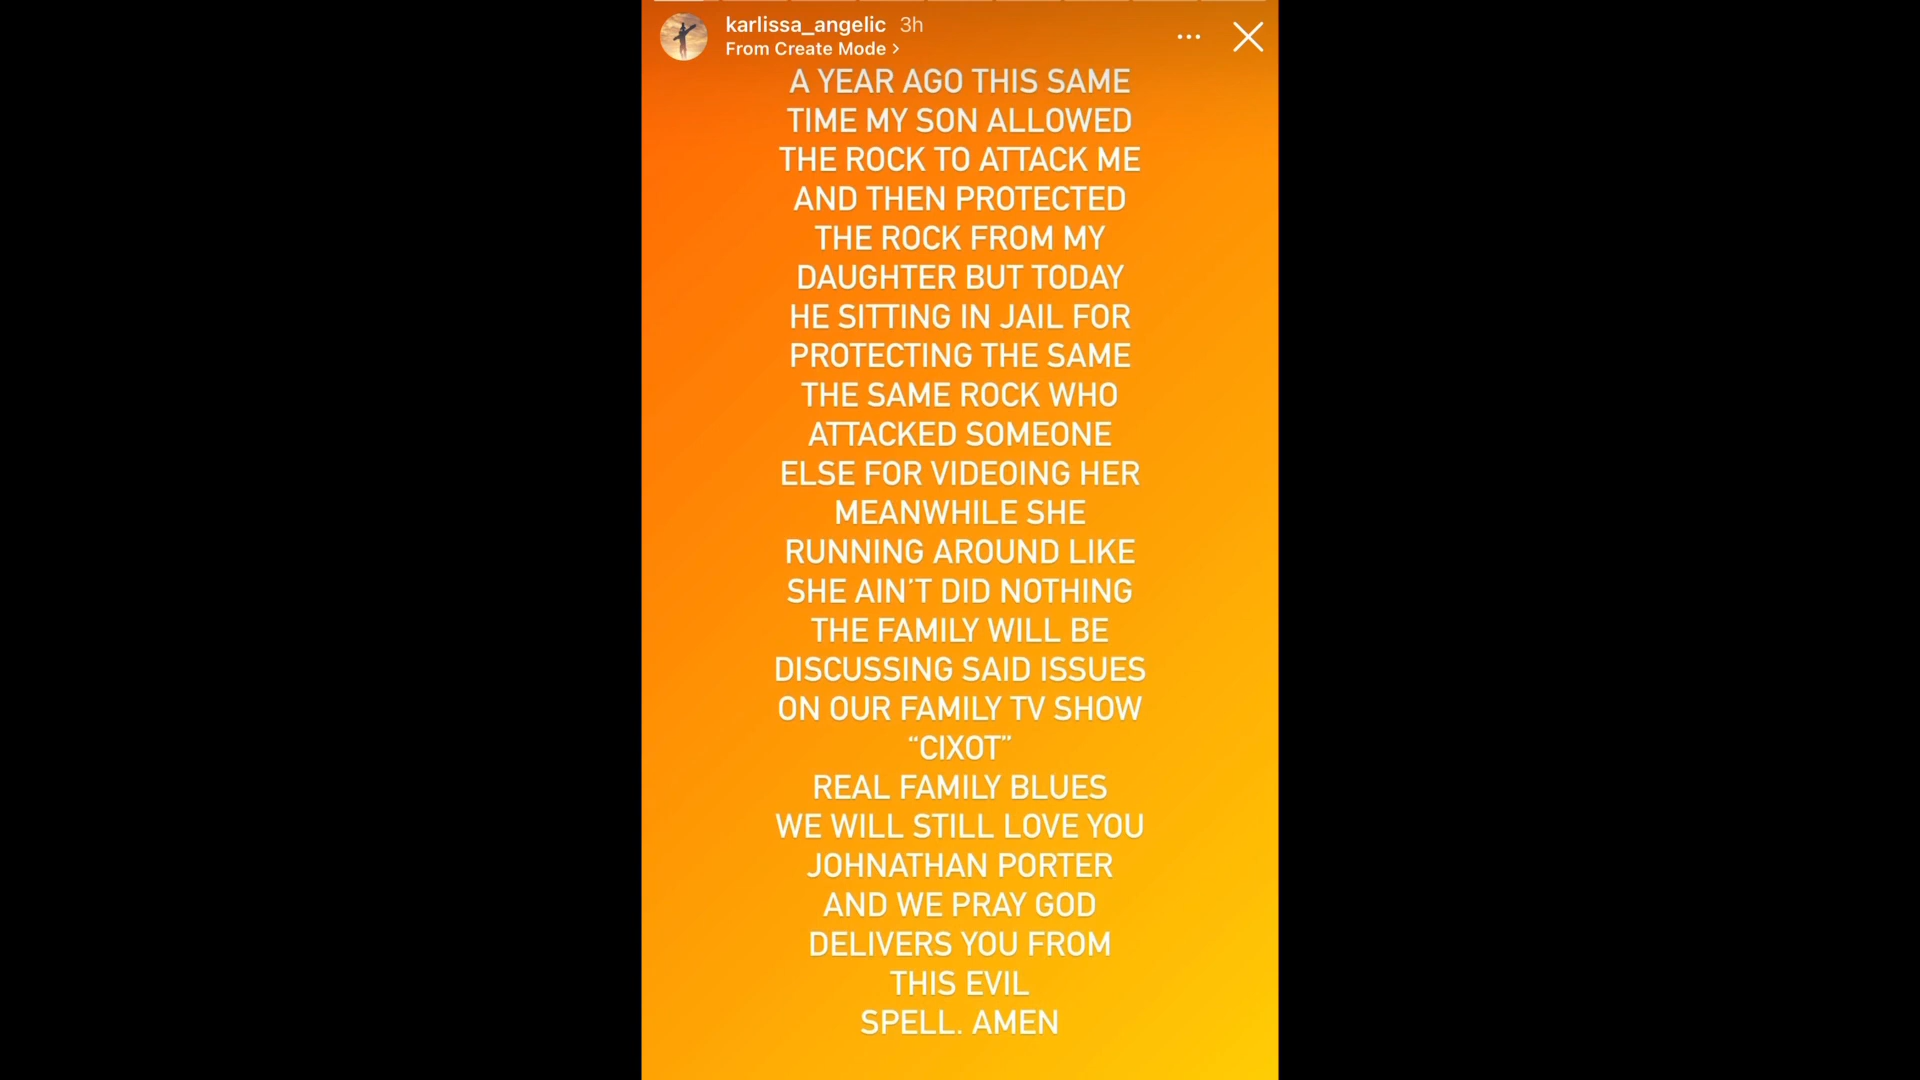 karlissa_angelic 3h
From Create Mode >
A YEAR AGO THIS SAME
TIME MY SON ALLOWED
THE ROCK TO ATTACK ME
AND THEN PROTECTED
THE ROCK FROM MY
DAUGHTER BUT TODAY
HE SITTING IN JAIL FOR
PROTECTING THE SAME
THE SAME ROCK WHO
ATTACKED SOMEONE
ELSE FOR VIDEOING HER
MEANWHILE SHE
RUNNING AROUND LIKE
SHE AIN’T DID NOTHING
THE FAMILY WILL BE
DISCUSSING SAID ISSUES
ON OUR FAMILY TV SHOW
“CIXOT”
REAL FAMILY BLUES
WE WILL STILL LOVE YOU
JOHNATHAN PORTER
AND WE PRAY GOD
DELIVERS YOU FROM
THIS EVIL
SPELL. AMEN